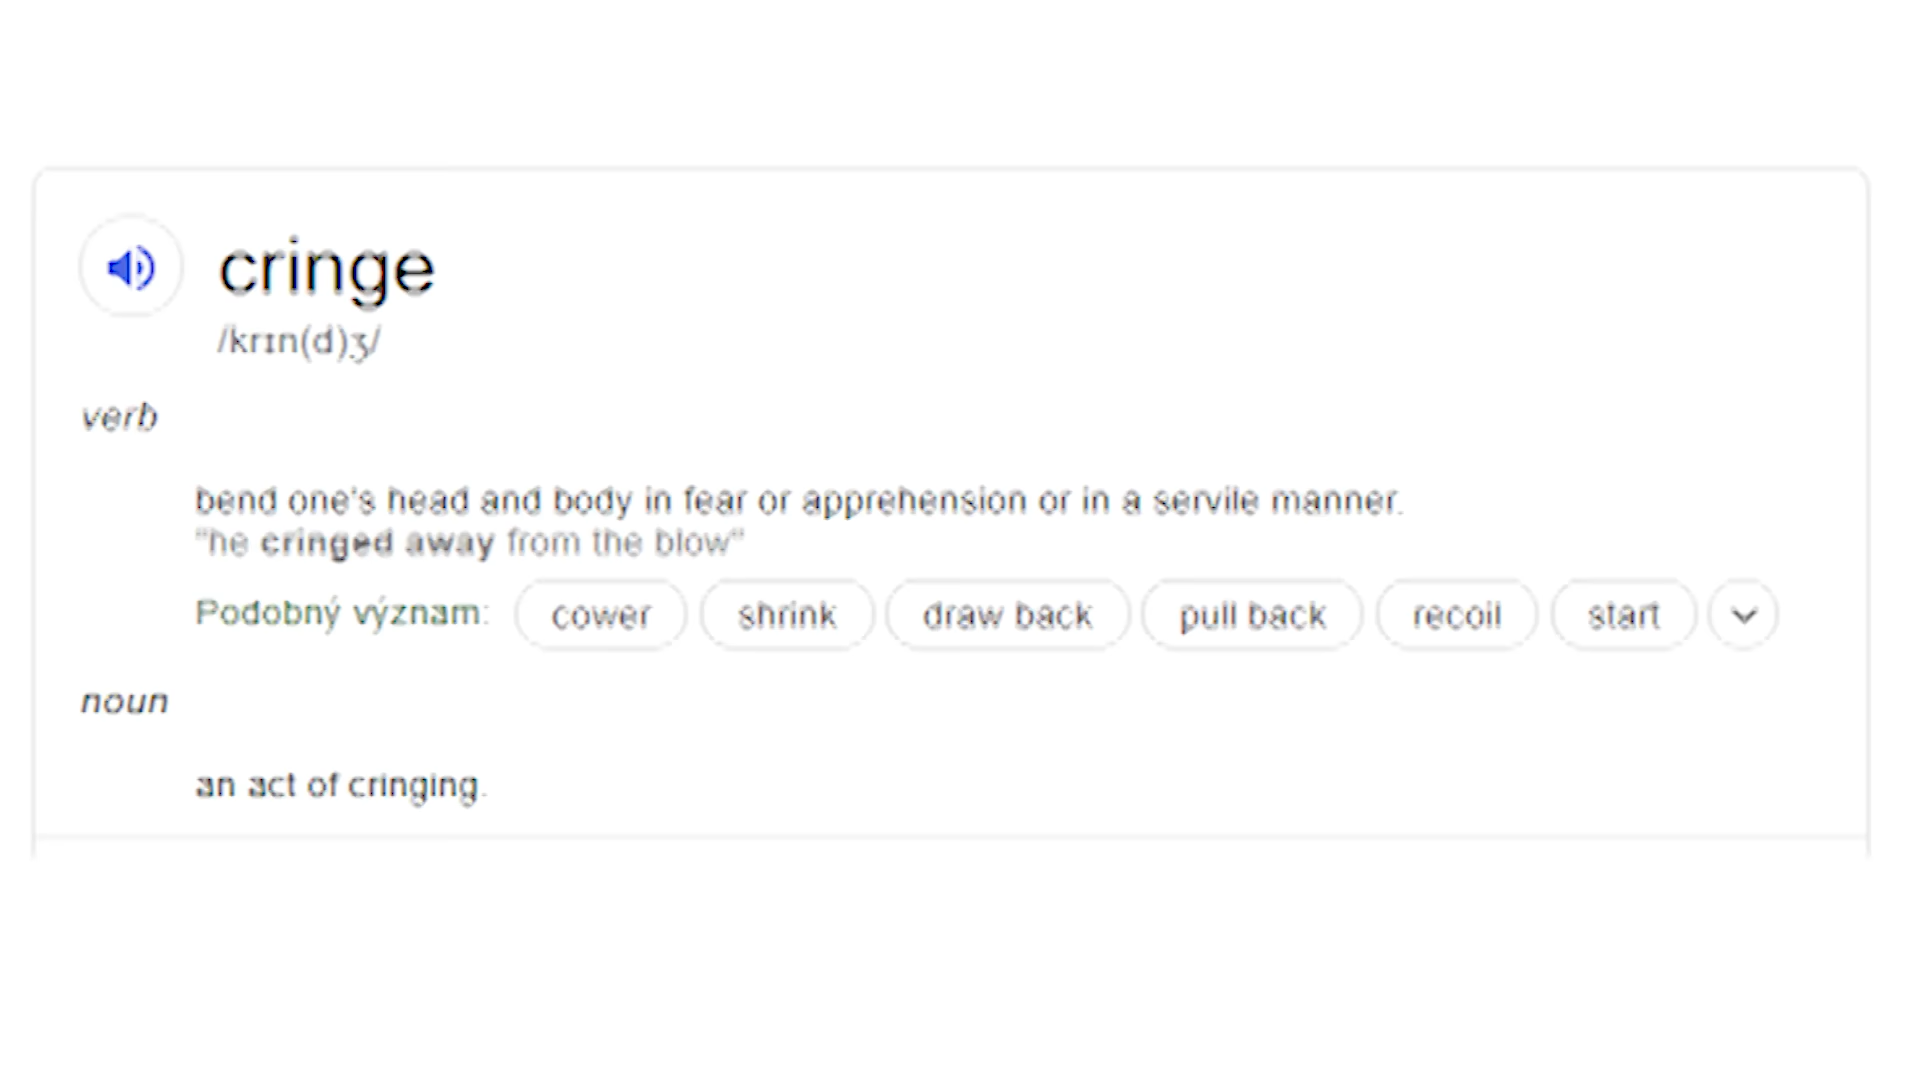 cringe
/krɪn(d)ʒ/
verb
bend one's head and body in fear or apprehension or in a servile manner.
"he cringed away from the blow"
Podobný význam: cower shrink draw back pull back recoil start
noun
an act of cringing.